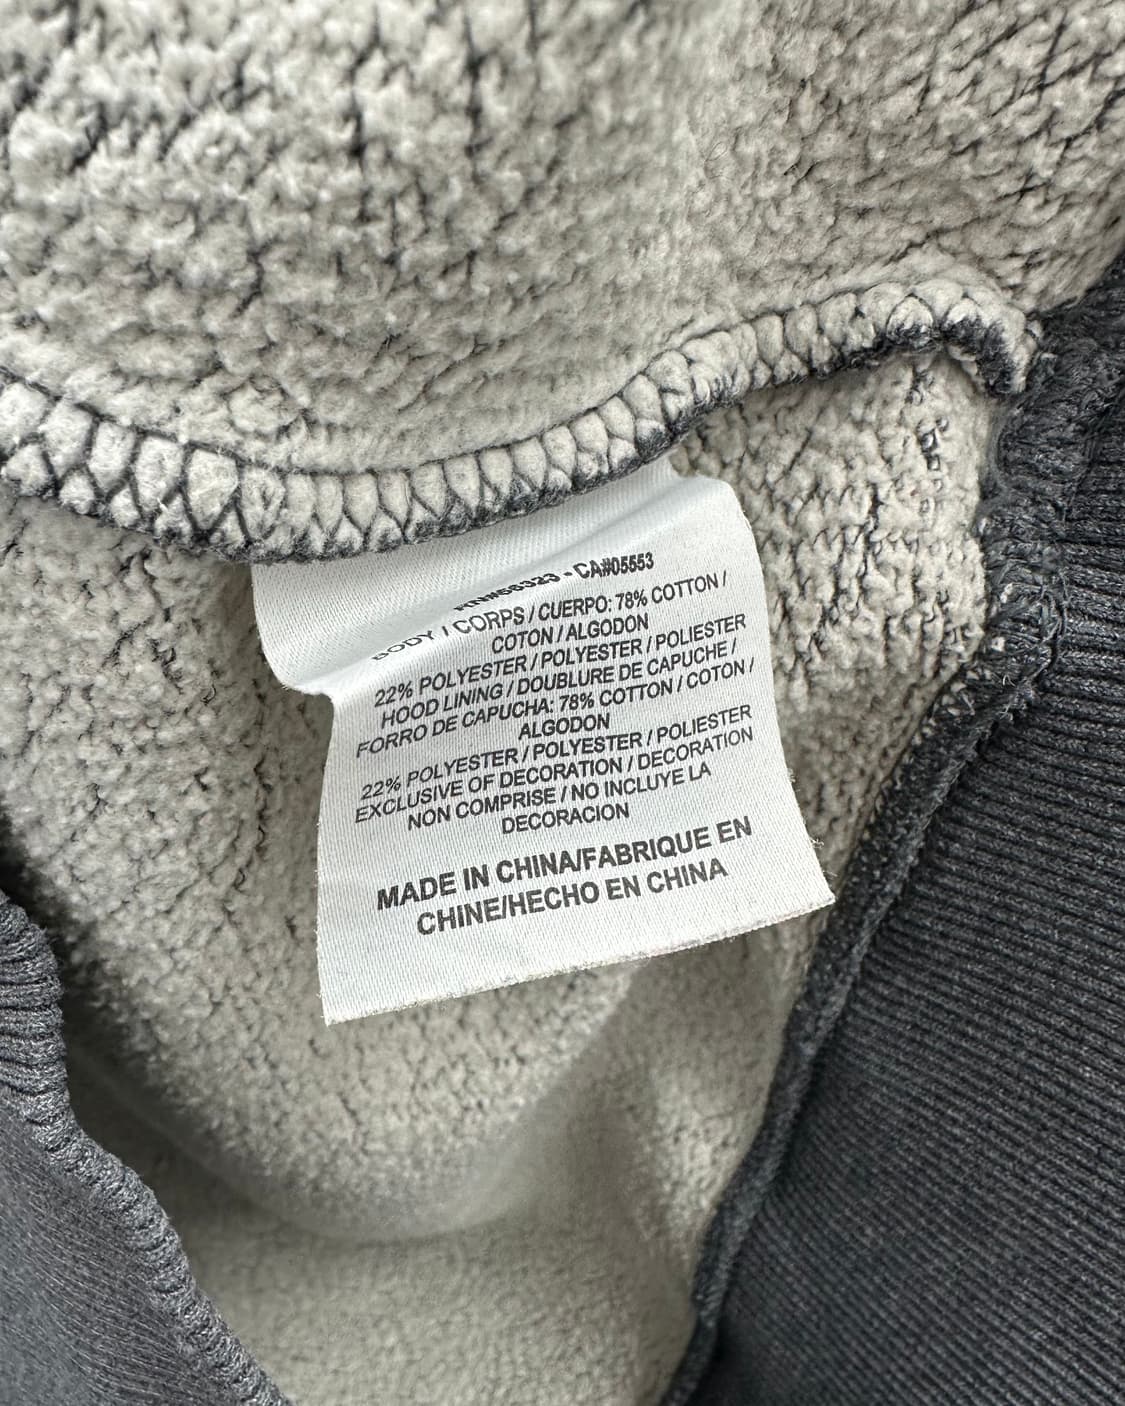 CA#05553
BODY / CORPS / CUERPO: 78% COTTON /
COTON / ALGODON
22% POLYESTER / POLYESTER / POLIESTER
HOOD LINING / DOUBLURE DE CAPUCHE /
FORRO DE CAPUCHA: 78% COTTON / COTON /
ALGODON
22% POLYESTER / POLYESTER / POLIESTER
EXCLUSIVE OF DECORATION / DECORATION
NON COMPRISE / NO INCLUYE LA
DECORACION
MADE IN CHINA/FABRIQUE EN
CHINE/HECHO EN CHINA